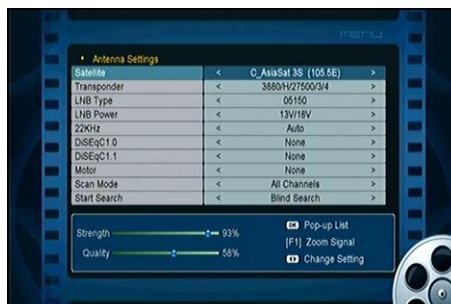 MENU
Antenna Settings
Satellite < C_AsiaSat 3S (105.5E) >
Transponder < 3880/H/27500/3/4 >
LNB Type < 05150 >
LNB Power < 13V/18V >
22KHz < Auto >
DiSEqC1.0 < None >
DiSEqC1.1 < None >
Motor < None >
Scan Mode < All Channels >
Start Search < Blind Search >
Strength 93%
Quality 58%
OK Pop-up List
[F1] Zoom Signal
Change Setting